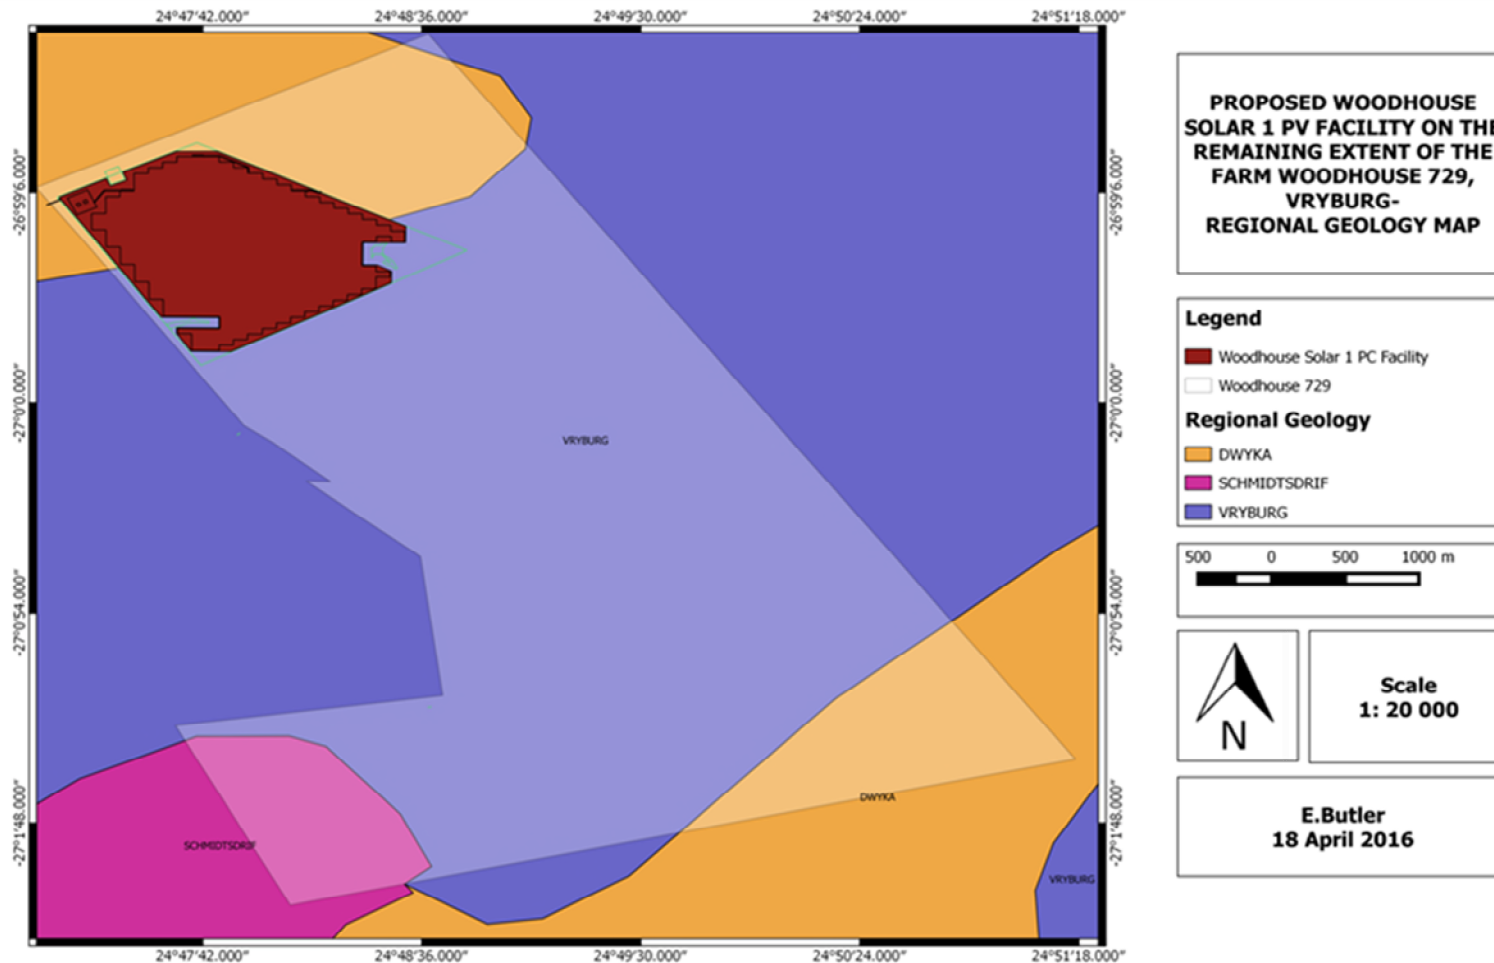 24°47'42.000" 24°48'36.000" 24°49'30.000" 24°50'24.000" 24°51'18.000"
-26°59'6.000"
-27°0'0.000"
-27°0'54.000"
-27°1'48.000"
VRYBURG
DWYKA
SCHMIDTSDRIF
VRYBURG
-26°59'6.000"
-27°0'0.000"
-27°0'54.000"
-27°1'48.000"
24°47'42.000" 24°48'36.000" 24°49'30.000" 24°50'24.000" 24°51'18.000"
PROPOSED WOODHOUSE
SOLAR 1 PV FACILITY ON THE
REMAINING EXTENT OF THE
FARM WOODHOUSE 729,
VRYBURG-
REGIONAL GEOLOGY MAP
Legend
Woodhouse Solar 1 PC Facility
Woodhouse 729
Regional Geology
DWYKA
SCHMIDTSDRIF
VRYBURG
500 0 500 1000 m
N
Scale
1: 20 000
E.Butler
18 April 2016